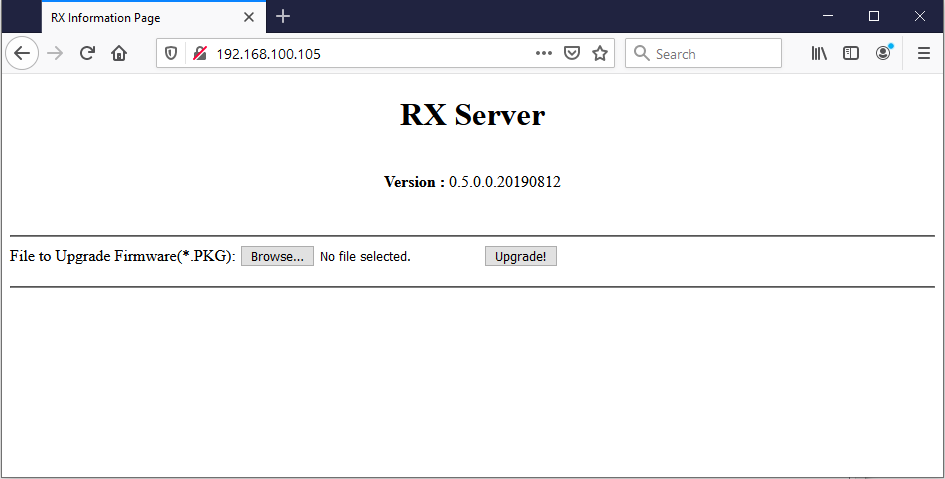 RX Information Page
192.168.100.105
Search
RX Server
Version : 0.5.0.0.20190812
File to Upgrade Firmware(*.PKG): Browse... No file selected. Upgrade!